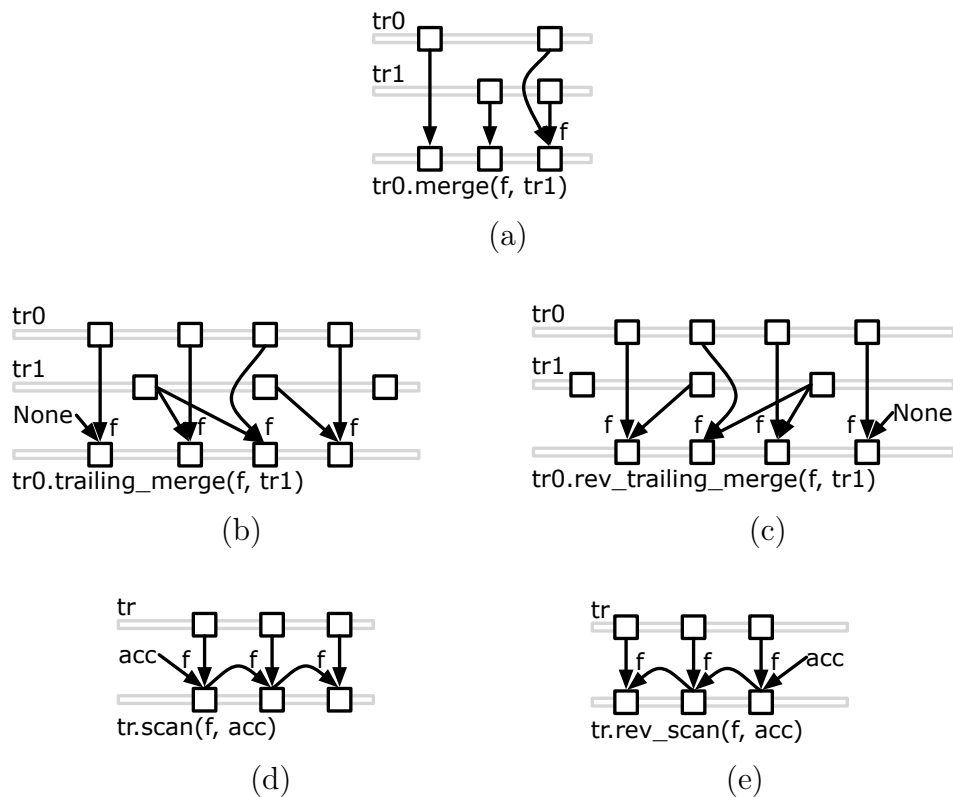 tr0
tr1
f
tr0.merge(f, tr1)
(a)
tr0
tr1
None
f f f f
tr0.trailing_merge(f, tr1)
(b)
tr0
tr1
None
f f f f
tr0.rev_trailing_merge(f, tr1)
(c)
tr
acc f f f
tr.scan(f, acc)
(d)
tr
f f f acc
tr.rev_scan(f, acc)
(e)